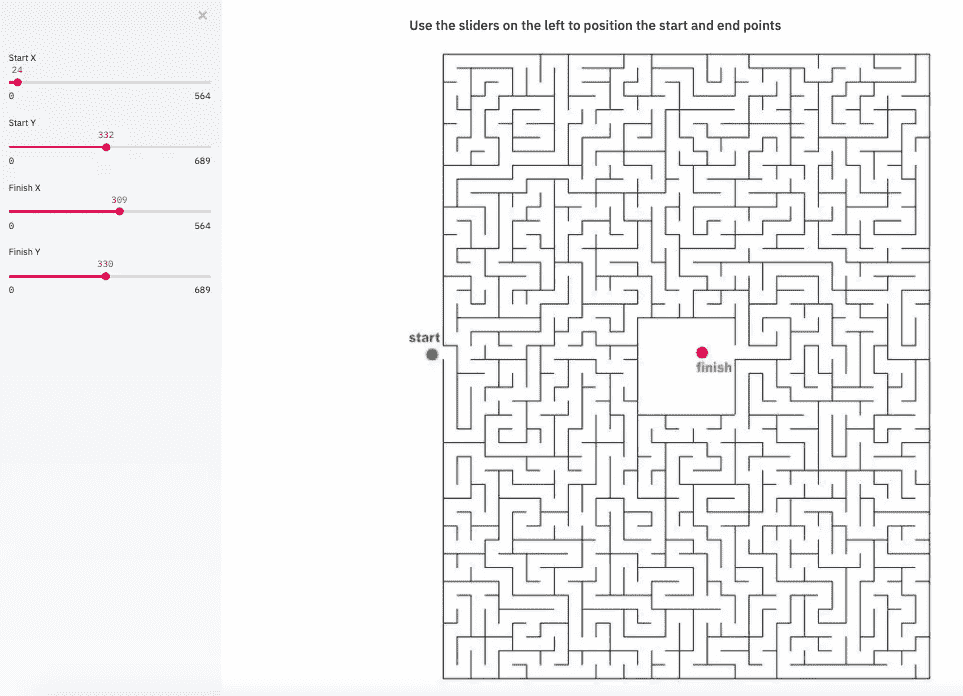 ×
Use the sliders on the left to position the start and end points
Start X
24
0 564
Start Y
332
0 689
Finish X
309
0 564
Finish Y
330
0 689
start
finish